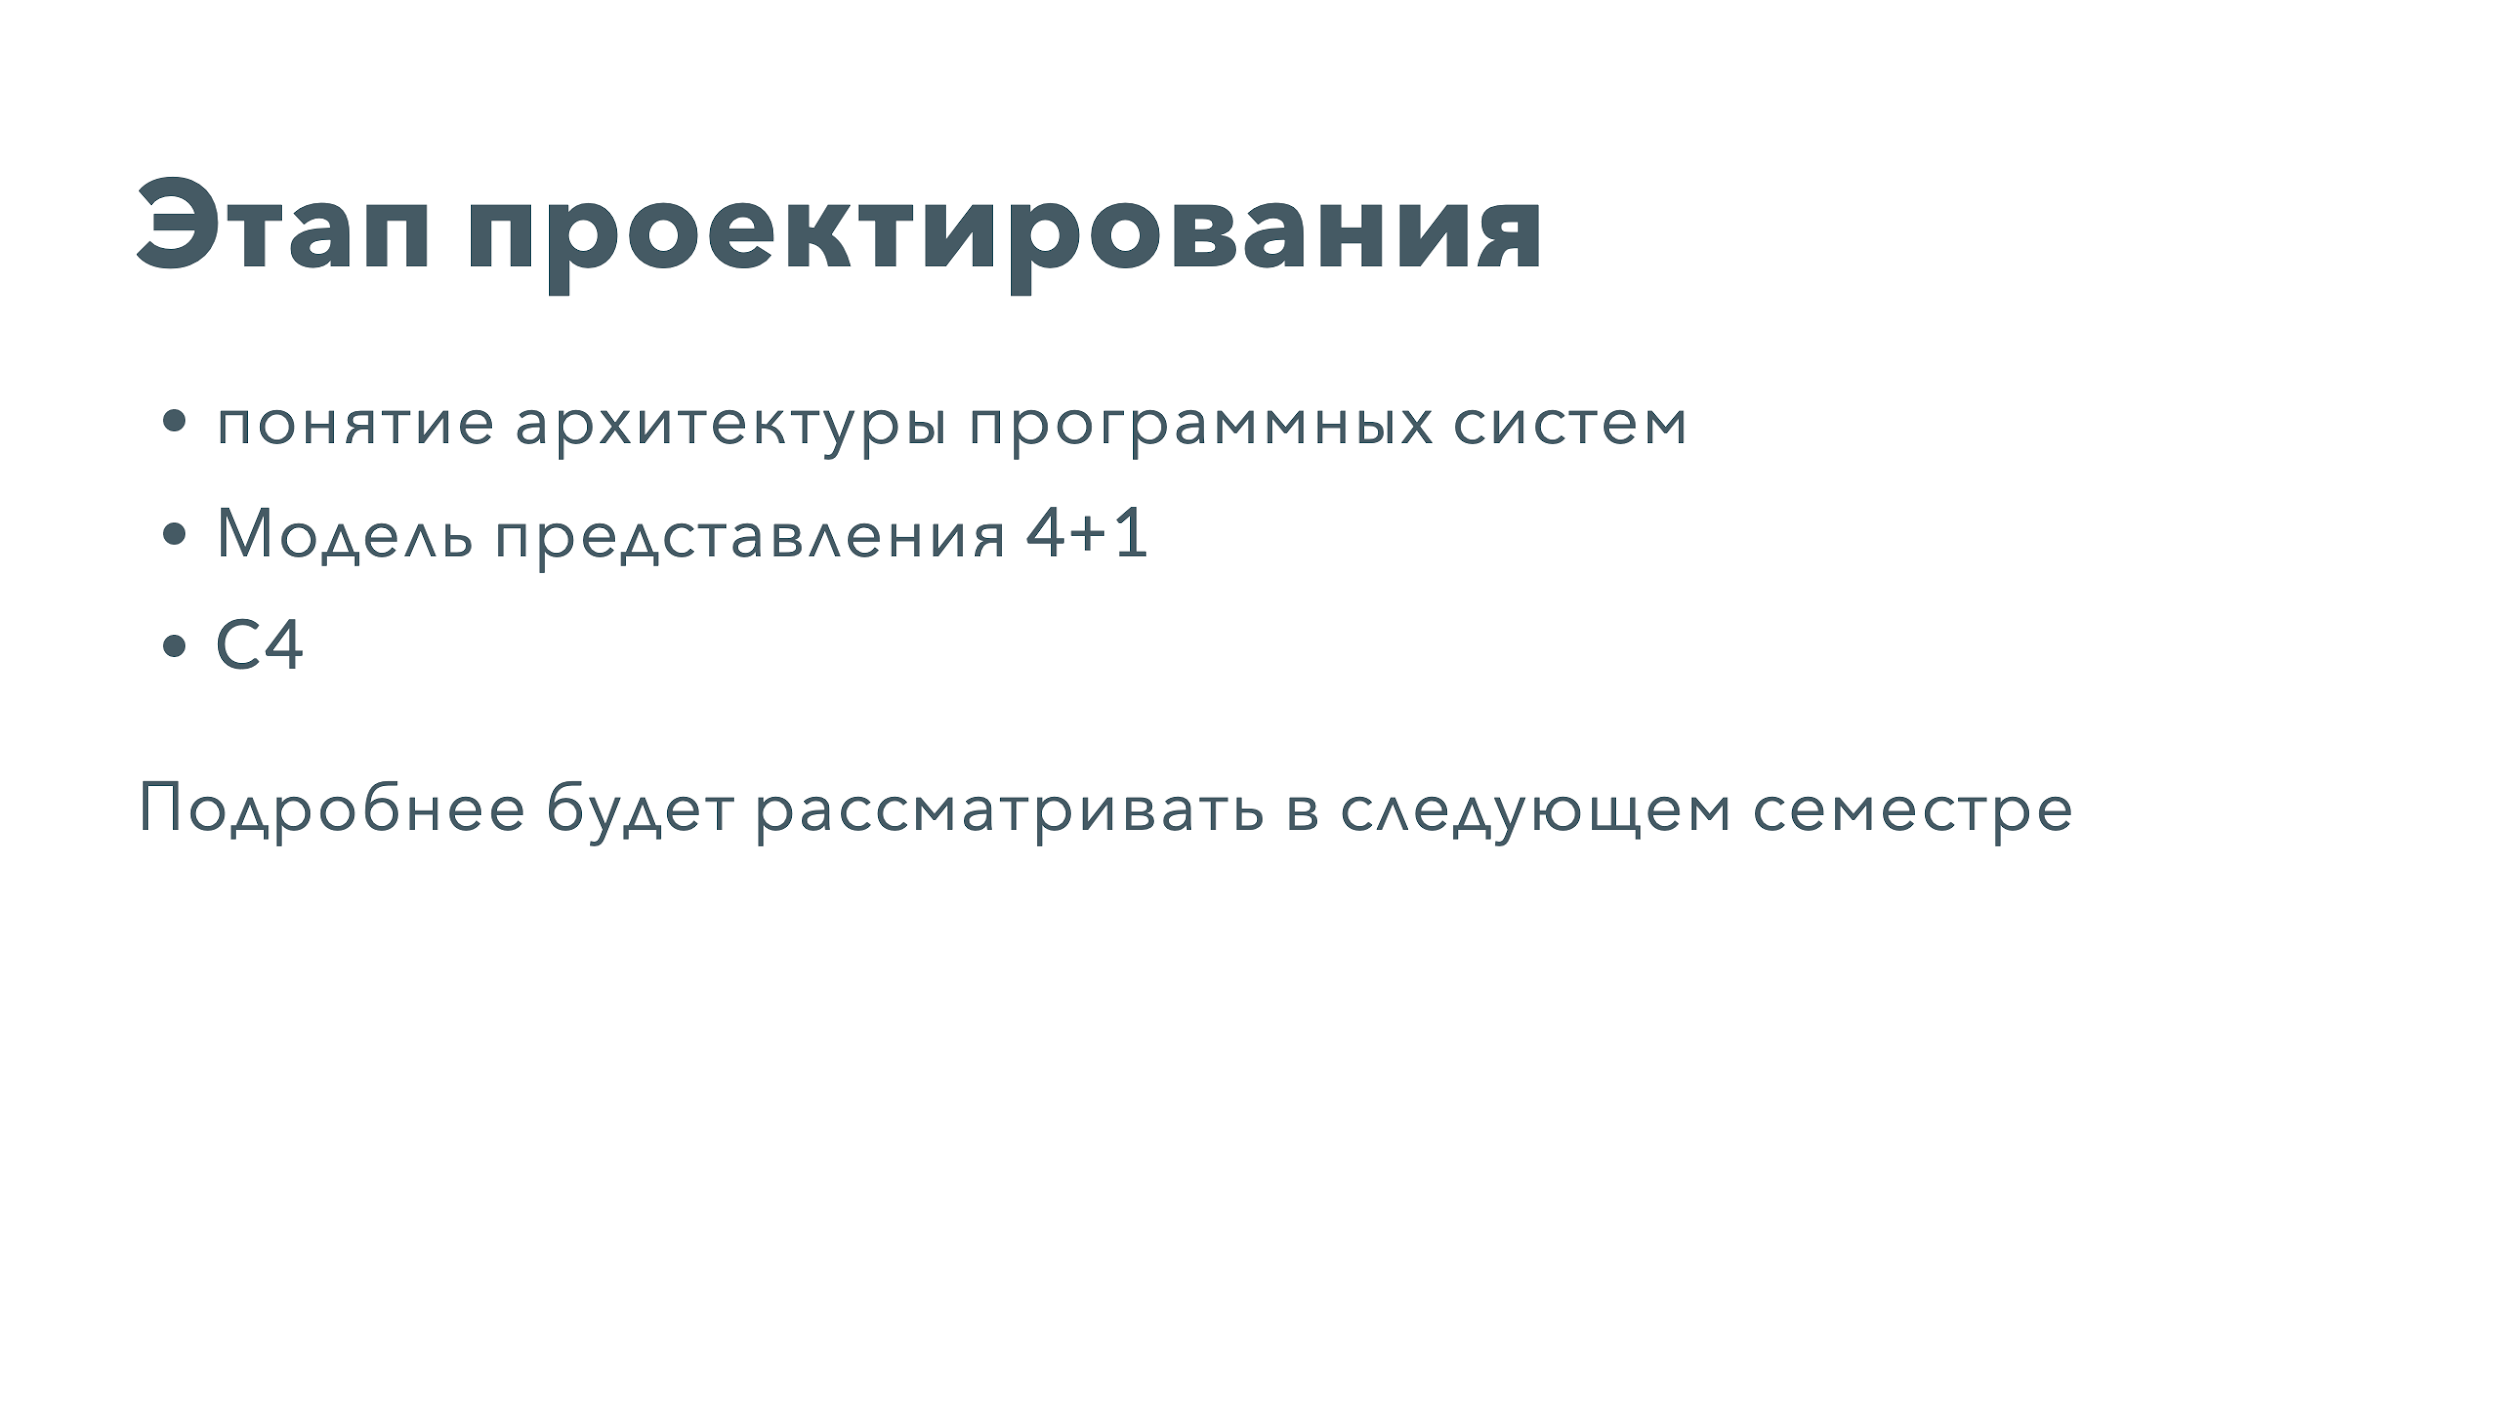 Этап проектирования
• понятие архитектуры программных систем
• Модель представления 4+1
• C4
Подробнее будет рассматривать в следующем семестре